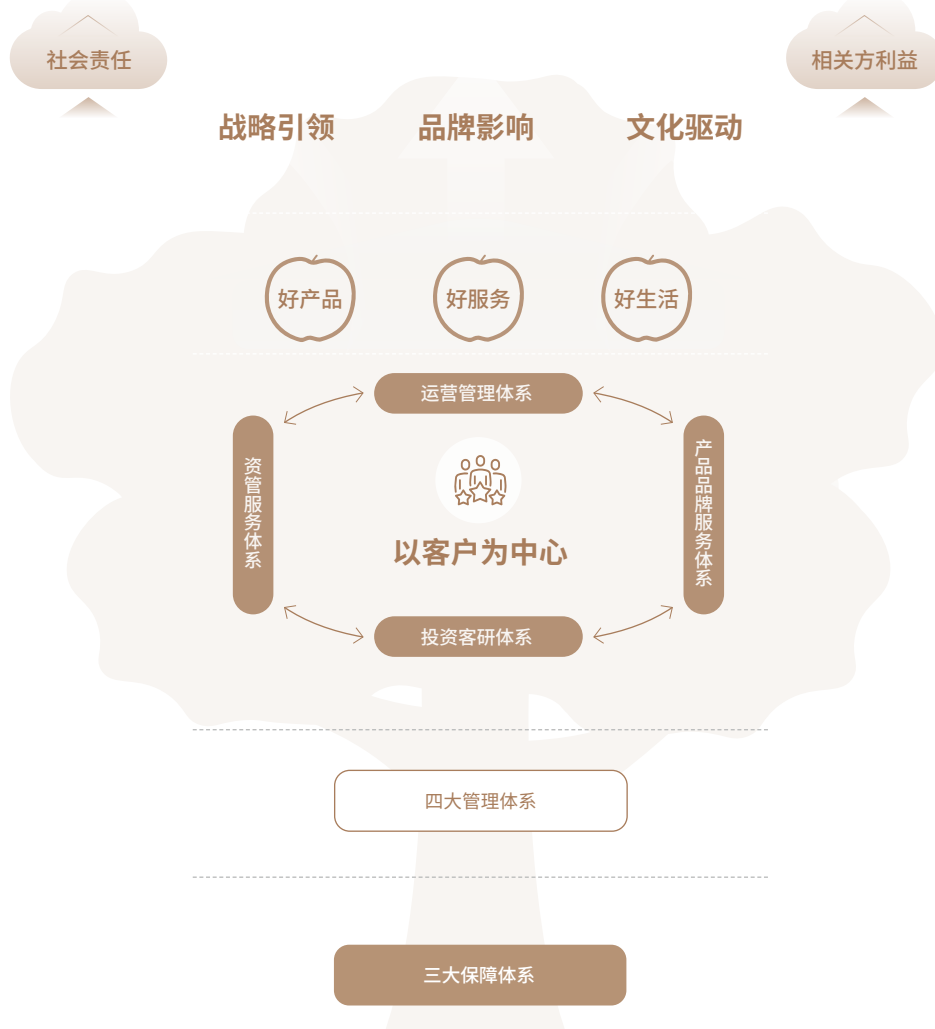 社会责任
相关方利益
战略引领
品牌影响
文化驱动
好产品
好服务
好生活
运营管理体系
资管服务体系
产品品牌服务体系
以客户为中心
投资客研体系
四大管理体系
三大保障体系